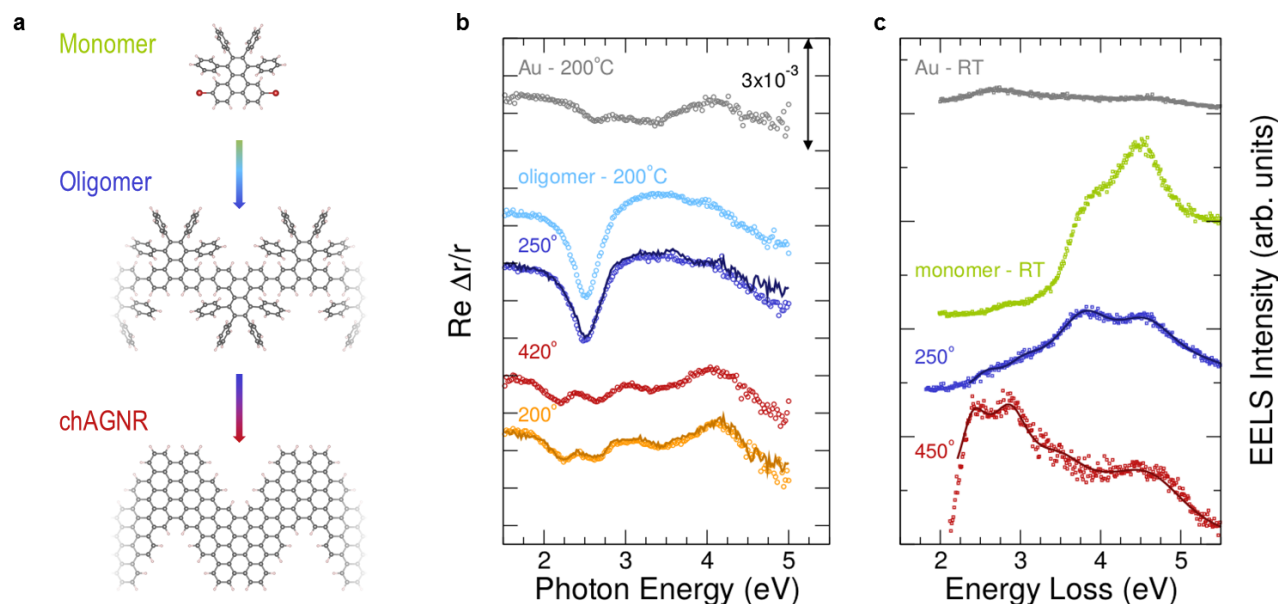 a
Monomer
Oligomer
chAGNR
b
Au - 200°C
3x10⁻³
oligomer - 200°C
250°
420°
200°
Re Δr/r
2 3 4 5
Photon Energy (eV)
c
Au - RT
monomer - RT
250°
450°
2 3 4 5
Energy Loss (eV)
EELS Intensity (arb. units)